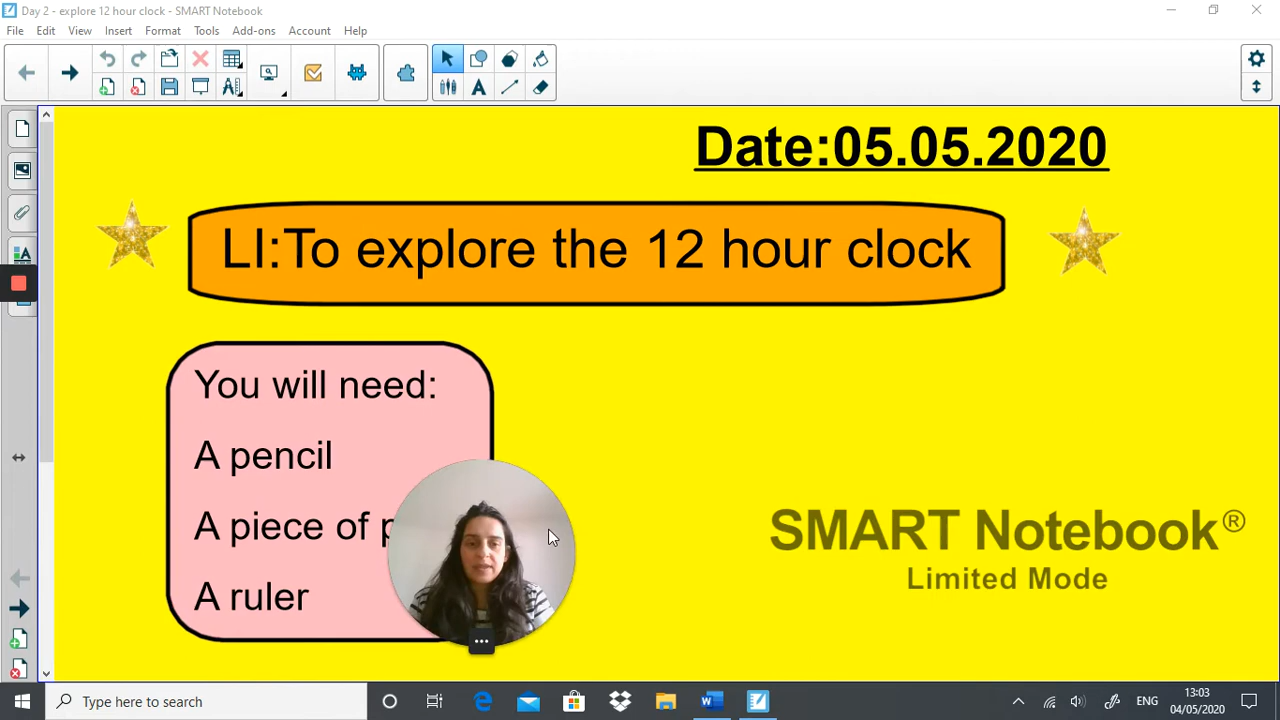 Day 2 - explore 12 hour clock - SMART Notebook
File Edit View Insert Format Tools Add-ons Account Help
Date:05.05.2020
LI:To explore the 12 hour clock
You will need:
A pencil
A piece of
A ruler
SMART Notebook®
Limited Mode
Type here to search
ENG
13:03
04/05/2020